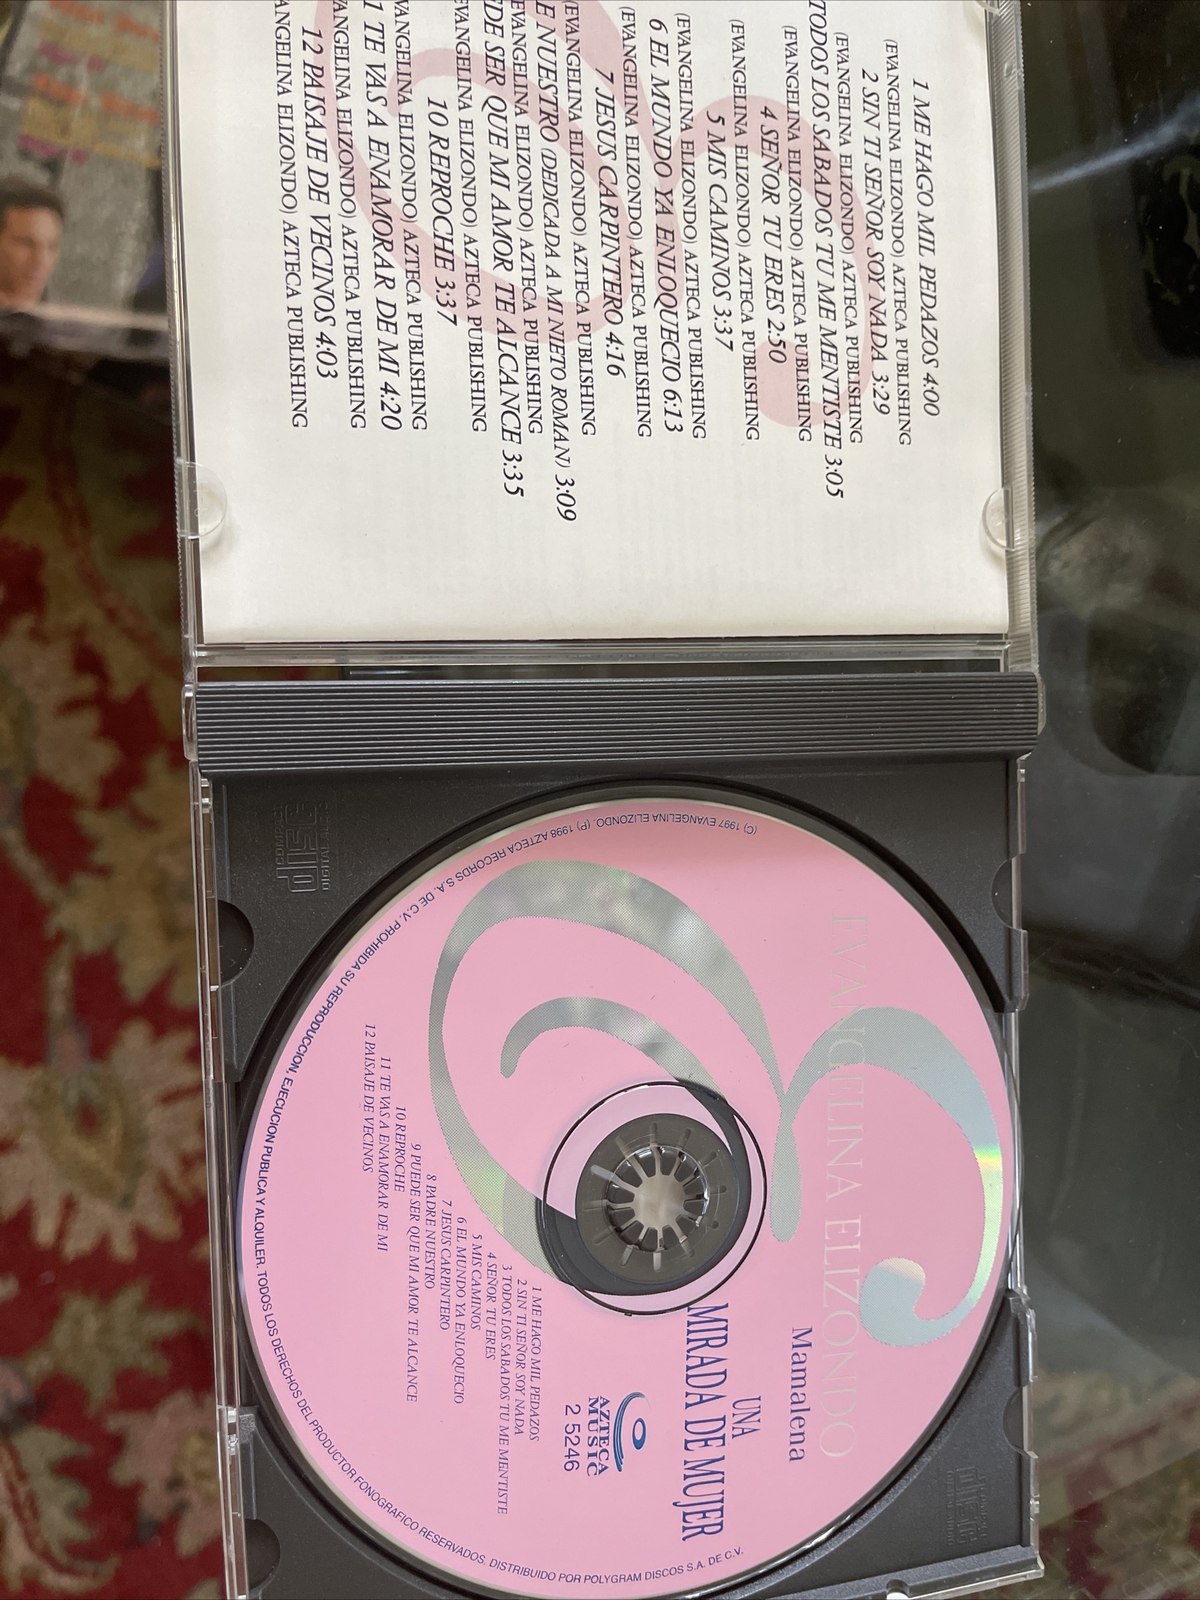 1 ME HAGO MIL PEDAZOS 4:00
(EVANGELINA ELIZONDO) AZTECA PUBLISHING
2 SIN TI SEÑOR SOY NADA 3:29
(EVANGELINA ELIZONDO) AZTECA PUBLISHING
TODOS LOS SABADOS TU ME MENTISTE 3:05
(EVANGELINA ELIZONDO) AZTECA PUBLISHING
4 SEÑOR TU ERES 2:50
(EVANGELINA ELIZONDO) AZTECA PUBLISHING
5 MIS CAMINOS 3:37
(EVANGELINA ELIZONDO) AZTECA PUBLISHING
6 EL MUNDO YA ENLOQUECIO 6:13
(EVANGELINA ELIZONDO) AZTECA PUBLISHING
7 JESUS CARPINTERO 4:16
(EVANGELINA ELIZONDO) AZTECA PUBLISHING
E NUESTRO (DEDICADA A MI NIETO ROMAN) 3:09
EVANGELINA ELIZONDO) AZTECA PUBLISHING
DE SER QUE MI AMOR TE ALCANCE 3:35
EVANGELINA ELIZONDO) AZTECA PUBLISHING
10 REPROCHE 3:37
VANGELINA ELIZONDO) AZTECA PUBLISHING
1 TE VAS A ENAMORAR DE MI 4:20
VANGELINA ELIZONDO) AZTECA PUBLISHING
12 PAISAJE DE VECINOS 4:03
ANGELINA ELIZONDO) AZTECA PUBLISHING
EVANGELINA ELIZONDO
Mamalena
UNA
MIRADA DE MUJER
AZTECA
MUSIC
2 5246
1 ME HAGO MIL PEDAZOS
2 SIN TI SEÑOR SOY NADA
3 TODOS LOS SABADOS TU ME MENTISTE
4 SEÑOR TU ERES
5 MIS CAMINOS
6 EL MUNDO YA ENLOQUECIO
7 JESUS CARPINTERO
8 PADRE NUESTRO
9 PUEDE SER QUE MI AMOR TE ALCANCE
10 REPROCHE
11 TE VAS A ENAMORAR DE MI
12 PAISAJE DE VECINOS
(C) 1997 EVANGELINA ELIZONDO. (P) 1998 AZTECA RECORDS S.A. DE C.V. PROHIBIDA SU REPRODUCCION, EJECUCION PUBLICA Y ALQUILER. TODOS LOS DERECHOS DEL PRODUCTOR FONOGRAFICO RESERVADOS. DISTRIBUIDO POR POLYGRAM DISCOS S.A. DE C.V.